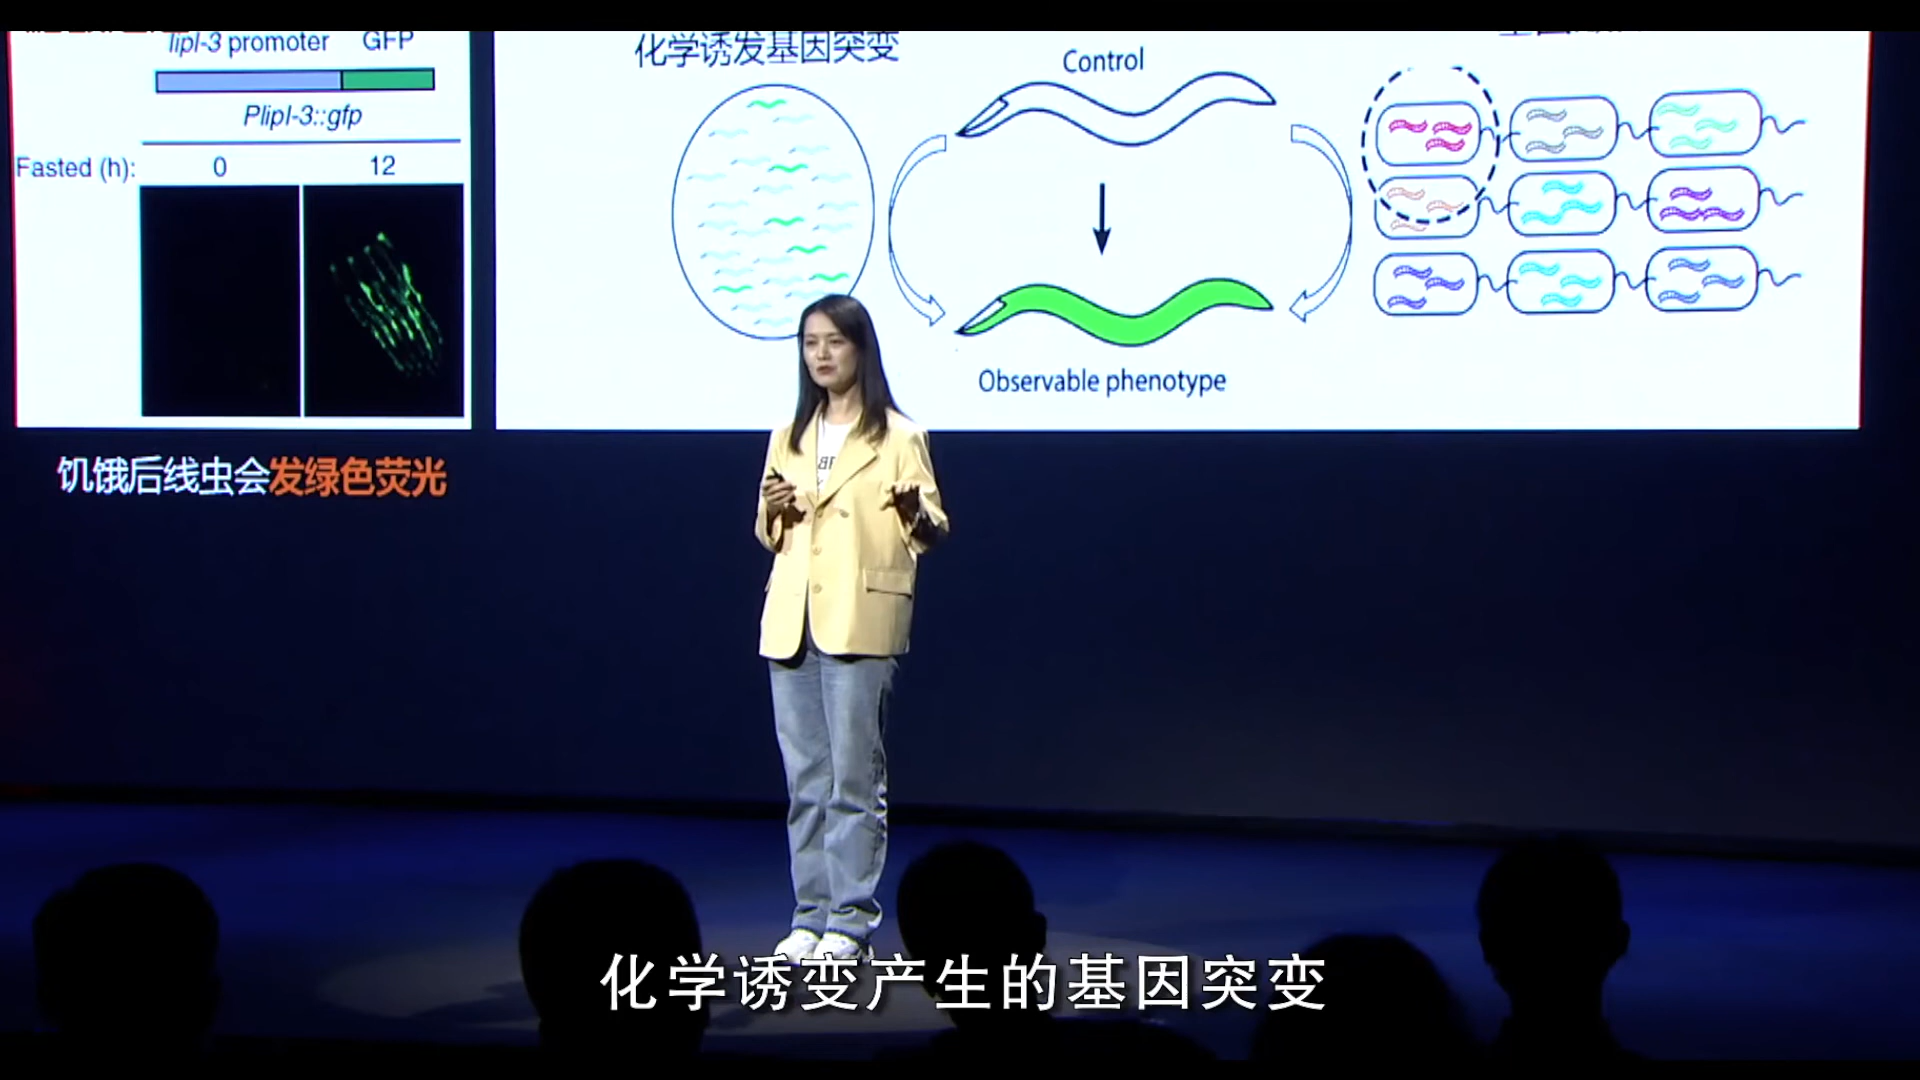 lipl-3 promoter GFP
Plipl-3::gfp
Fasted (h): 0 12
饥饿后线虫会发绿色荧光
化学诱发基因突变
Control
Observable phenotype
化学诱变产生的基因突变